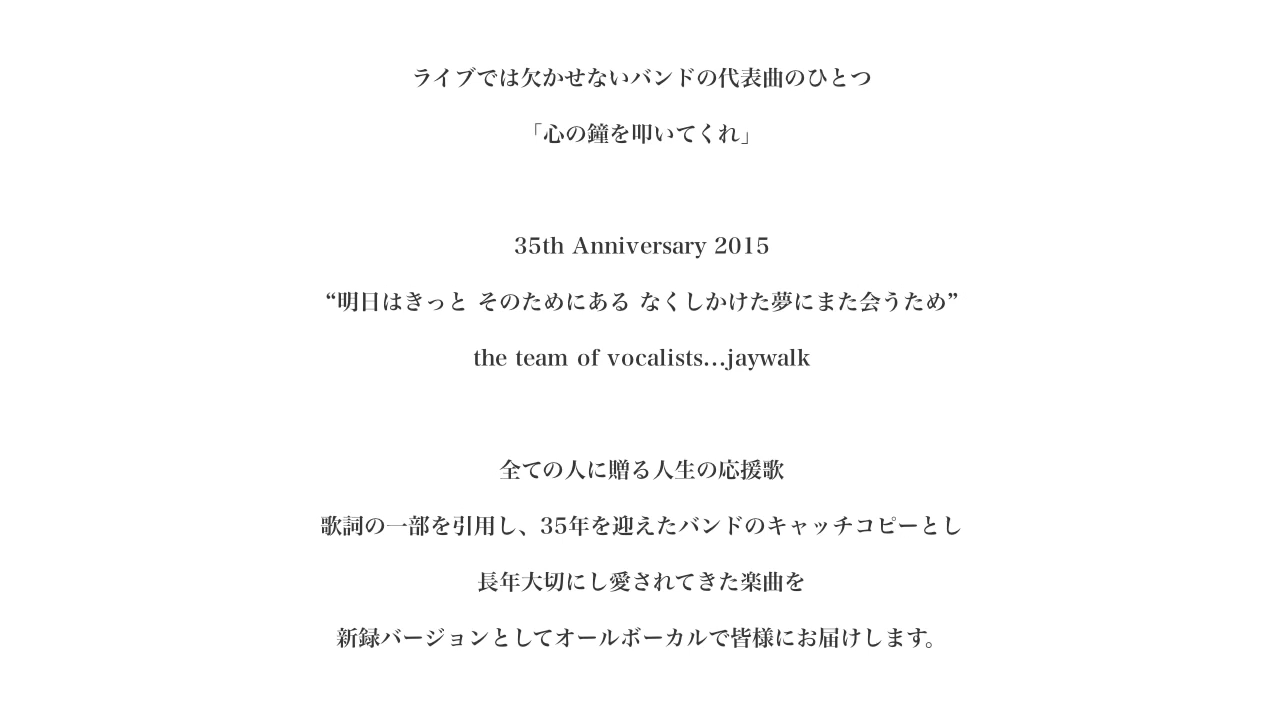 ライブでは欠かせないバンドの代表曲のひとつ
「心の鐘を叩いてくれ」
35th Anniversary 2015
“明日はきっと そのためにある なくしかけた夢にまた会うため”
the team of vocalists...jaywalk
全ての人に贈る人生の応援歌
歌詞の一部を引用し、35年を迎えたバンドのキャッチコピーとし
長年大切にし愛されてきた楽曲を
新録バージョンとしてオールボーカルで皆様にお届けします。